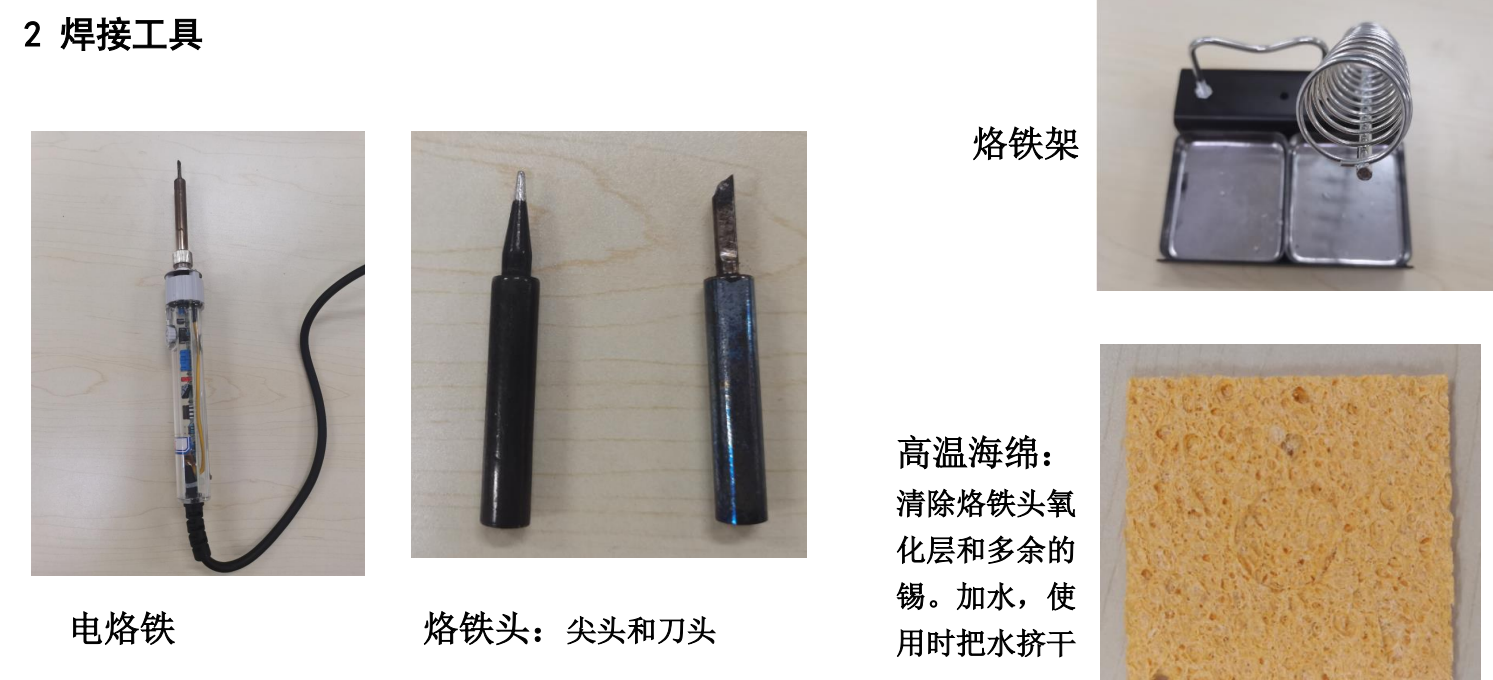 2 焊接工具
烙铁架
高温海绵：
清除烙铁头氧
化层和多余的
锡。加水，使
用时把水挤干
电烙铁
烙铁头：尖头和刀头